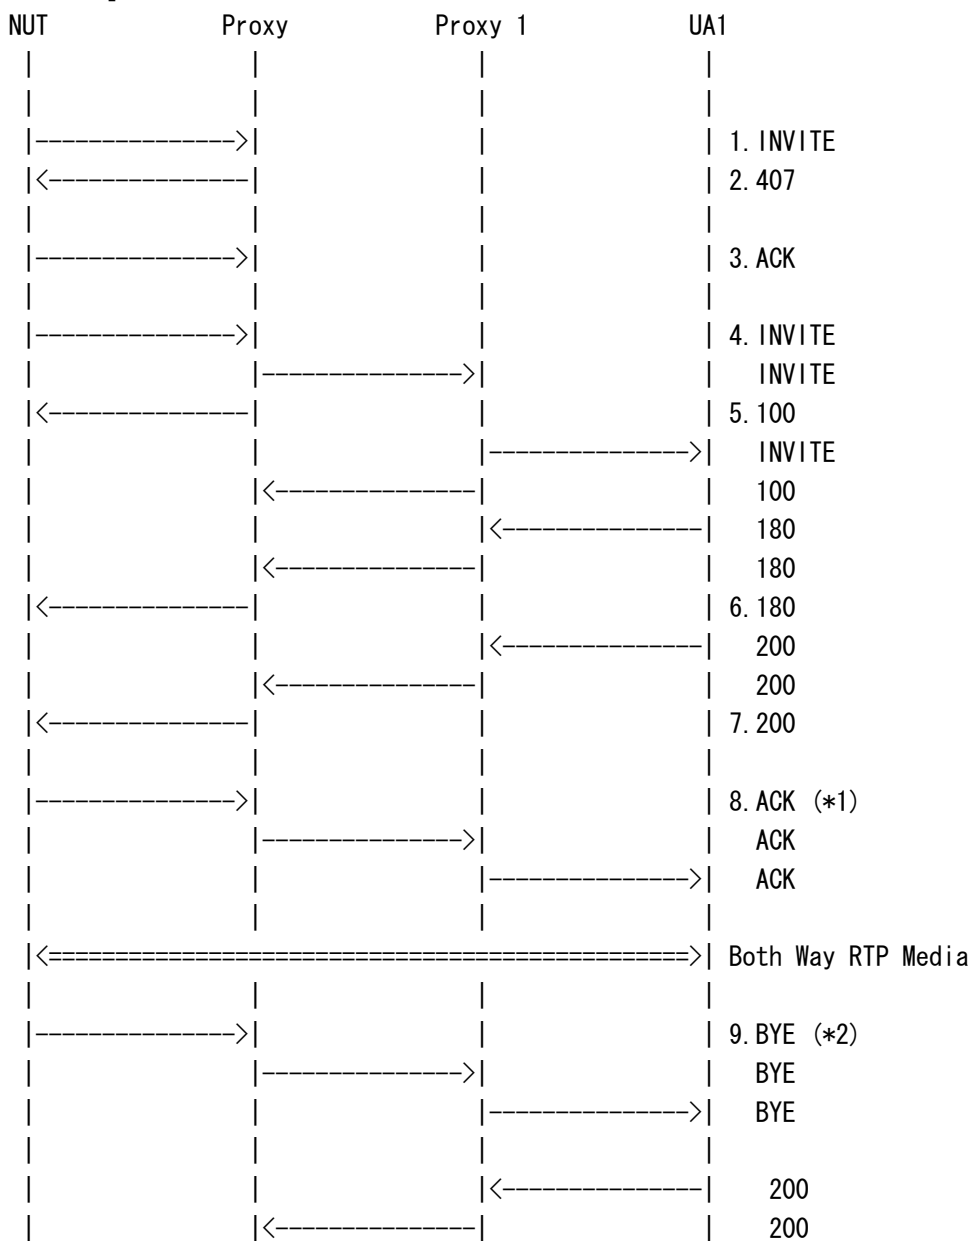 NUT Proxy Proxy 1 UA1
1. INVITE
2. 407
3. ACK
4. INVITE
INVITE
5. 100
INVITE
100
180
180
6. 180
200
200
7. 200
8. ACK (*1)
ACK
ACK
Both Way RTP Media
9. BYE (*2)
BYE
BYE
200
200